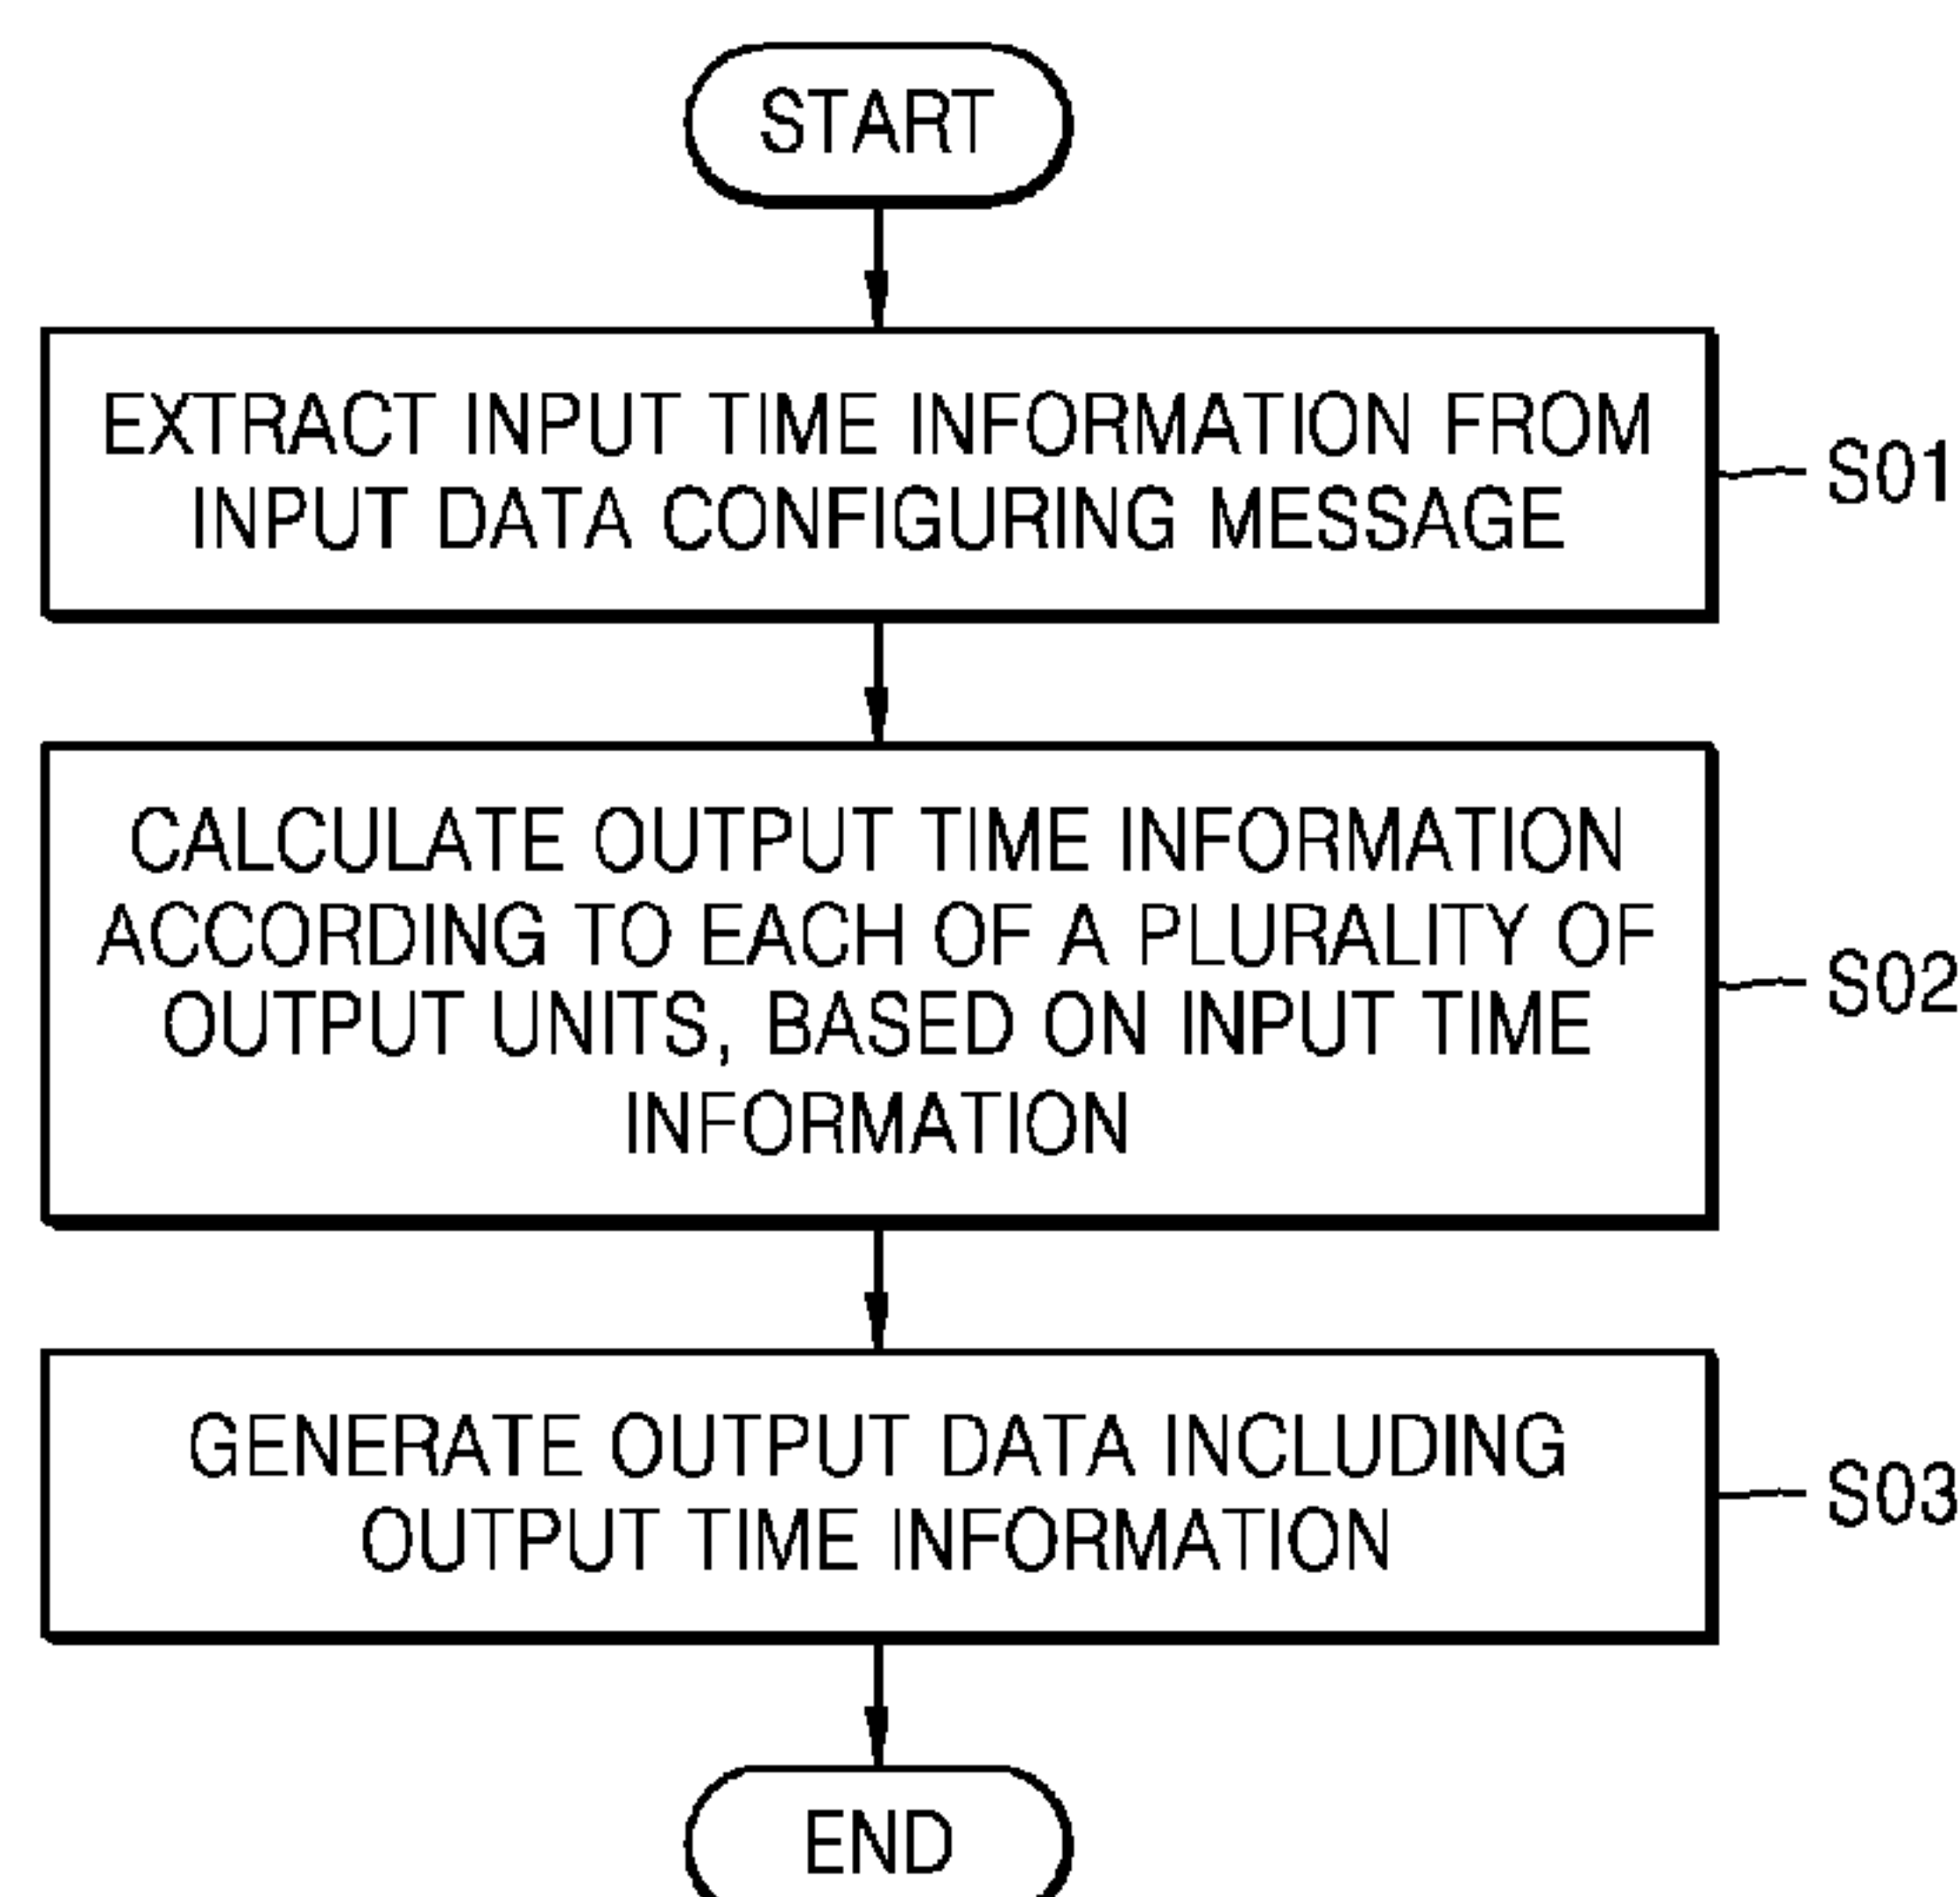 START
EXTRACT INPUT TIME INFORMATION FROM
INPUT DATA CONFIGURING MESSAGE
S01
CALCULATE OUTPUT TIME INFORMATION
ACCORDING TO EACH OF A PLURALITY OF
OUTPUT UNITS, BASED ON INPUT TIME
INFORMATION
S02
GENERATE OUTPUT DATA INCLUDING
OUTPUT TIME INFORMATION
S03
END